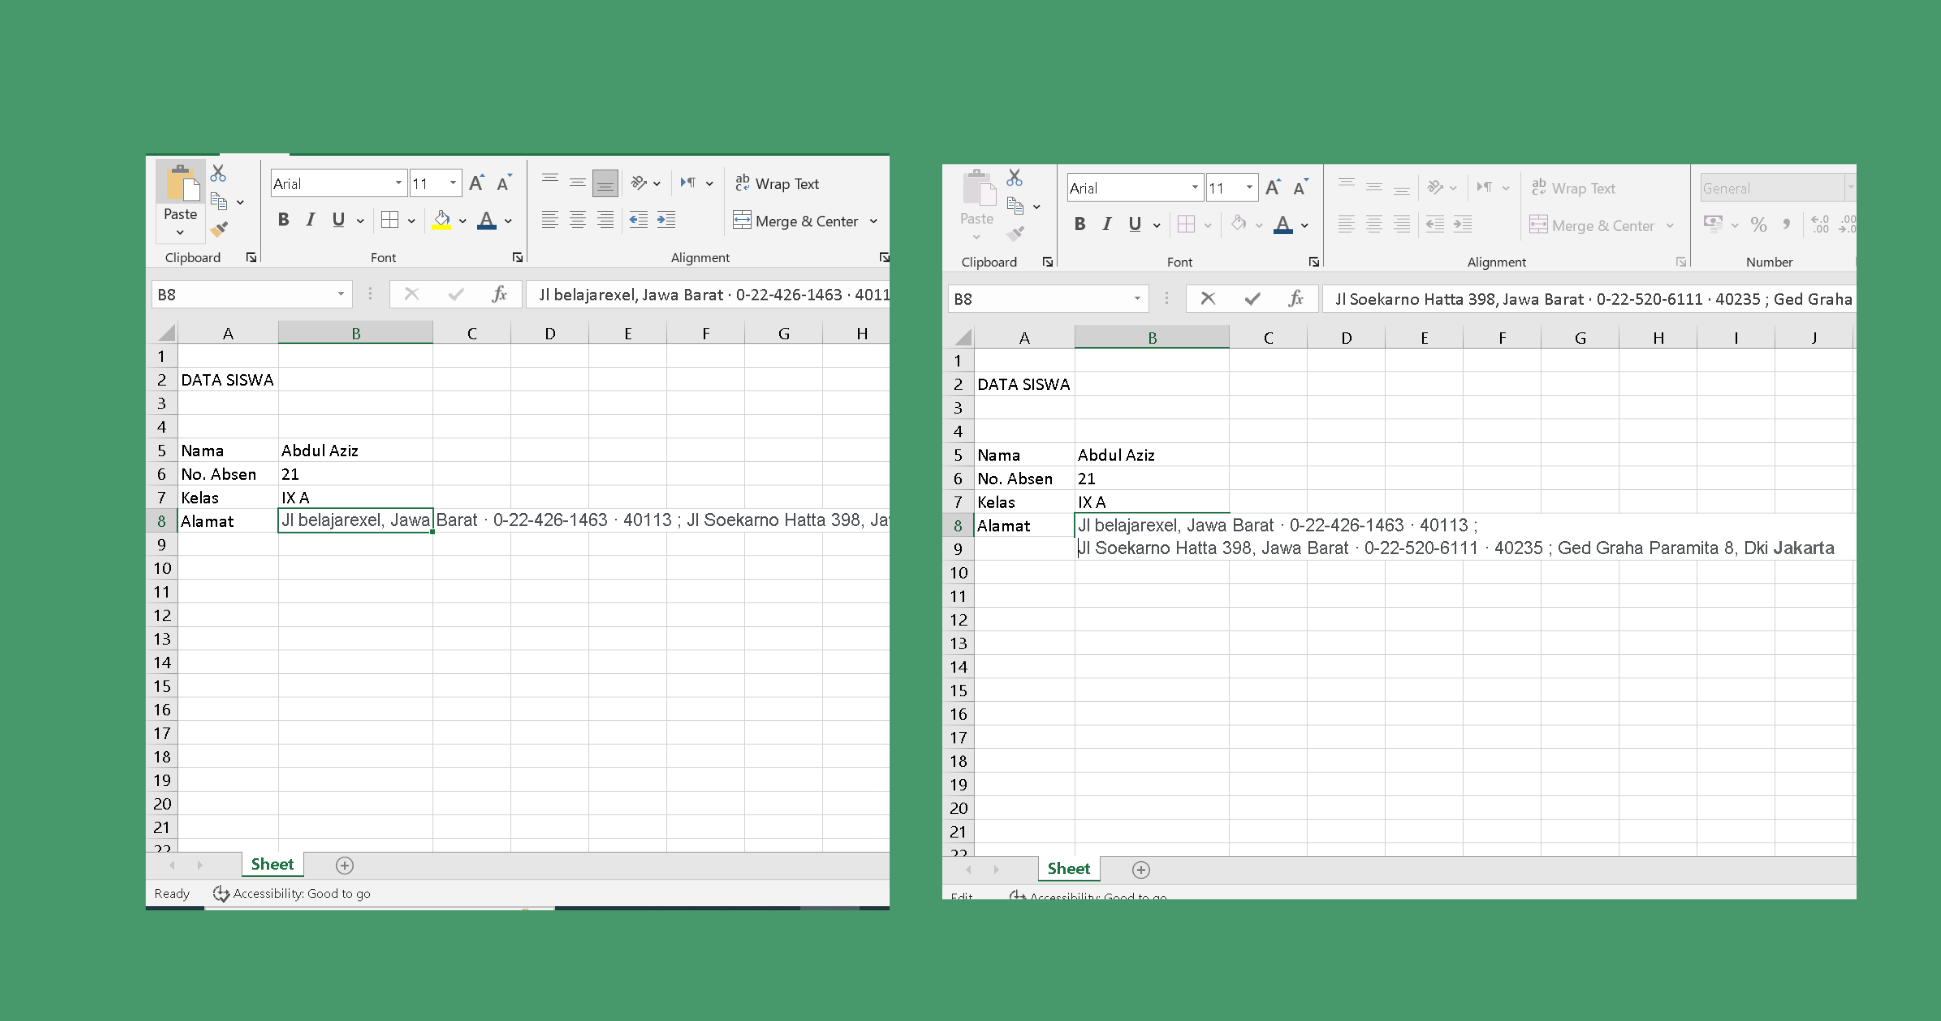 Paste
Clipboard
Arial 11
B I U
Font
ab Wrap Text
Merge & Center
Alignment
B8 fx Jl belajarexel, Jawa Barat · 0-22-426-1463 · 4011
A B C D E F G H
1
2 DATA SISWA
3
4
5 Nama Abdul Aziz
6 No. Absen 21
7 Kelas IX A
8 Alamat Jl belajarexel, Jawa Barat · 0-22-426-1463 · 40113 ; Jl Soekarno Hatta 398, Ja
9
10
11
12
13
14
15
16
17
18
19
20
21
22
Sheet
Ready Accessibility: Good to go
Paste
Clipboard
Arial 11
B I U
Font
ab Wrap Text
Merge & Center
Alignment
General
% 9 .00
Number
B8 fx Jl Soekarno Hatta 398, Jawa Barat · 0-22-520-6111 · 40235 ; Ged Graha
A B C D E F G H I J
1
2 DATA SISWA
3
4
5 Nama Abdul Aziz
6 No. Absen 21
7 Kelas IX A
8 Alamat Jl belajarexel, Jawa Barat · 0-22-426-1463 · 40113 ;
9 Jl Soekarno Hatta 398, Jawa Barat · 0-22-520-6111 · 40235 ; Ged Graha Paramita 8, Dki Jakarta
10
11
12
13
14
15
16
17
18
19
20
21
22
Sheet
Edit Accessibility: Good to go